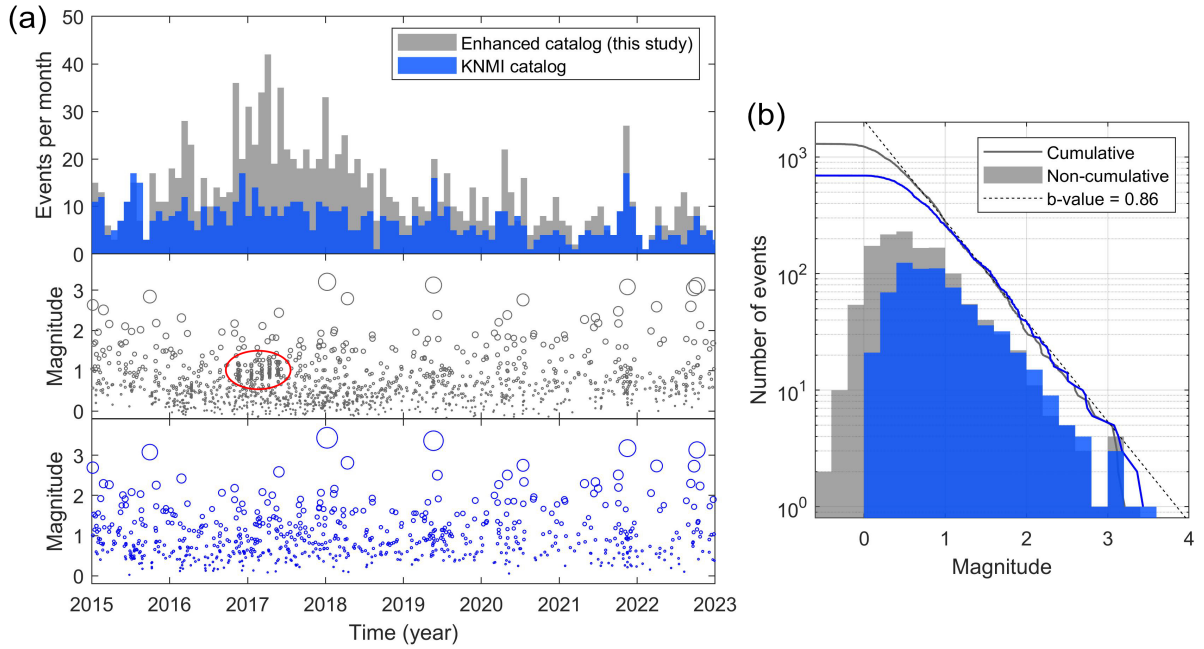 (a)
50
40
30
20
10
0
Events per month
Enhanced catalog (this study)
KNMI catalog
3
2
1
0
Magnitude
3
2
1
0
Magnitude
2015 2016 2017 2018 2019 2020 2021 2022 2023
Time (year)
(b)
10³
10²
10¹
10⁰
Number of events
Cumulative
Non-cumulative
b-value = 0.86
0 1 2 3 4
Magnitude